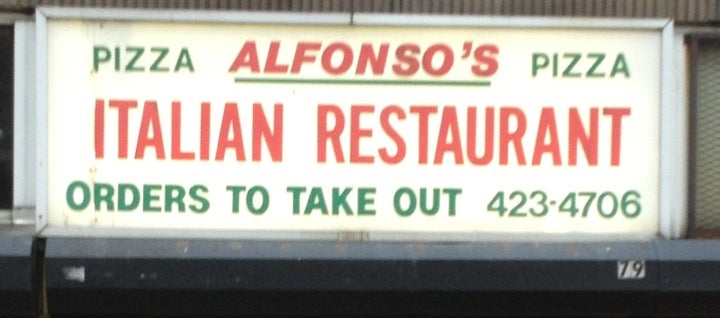 PIZZA ALFONSO'S PIZZA
ITALIAN RESTAURANT
ORDERS TO TAKE OUT 423-4706
79